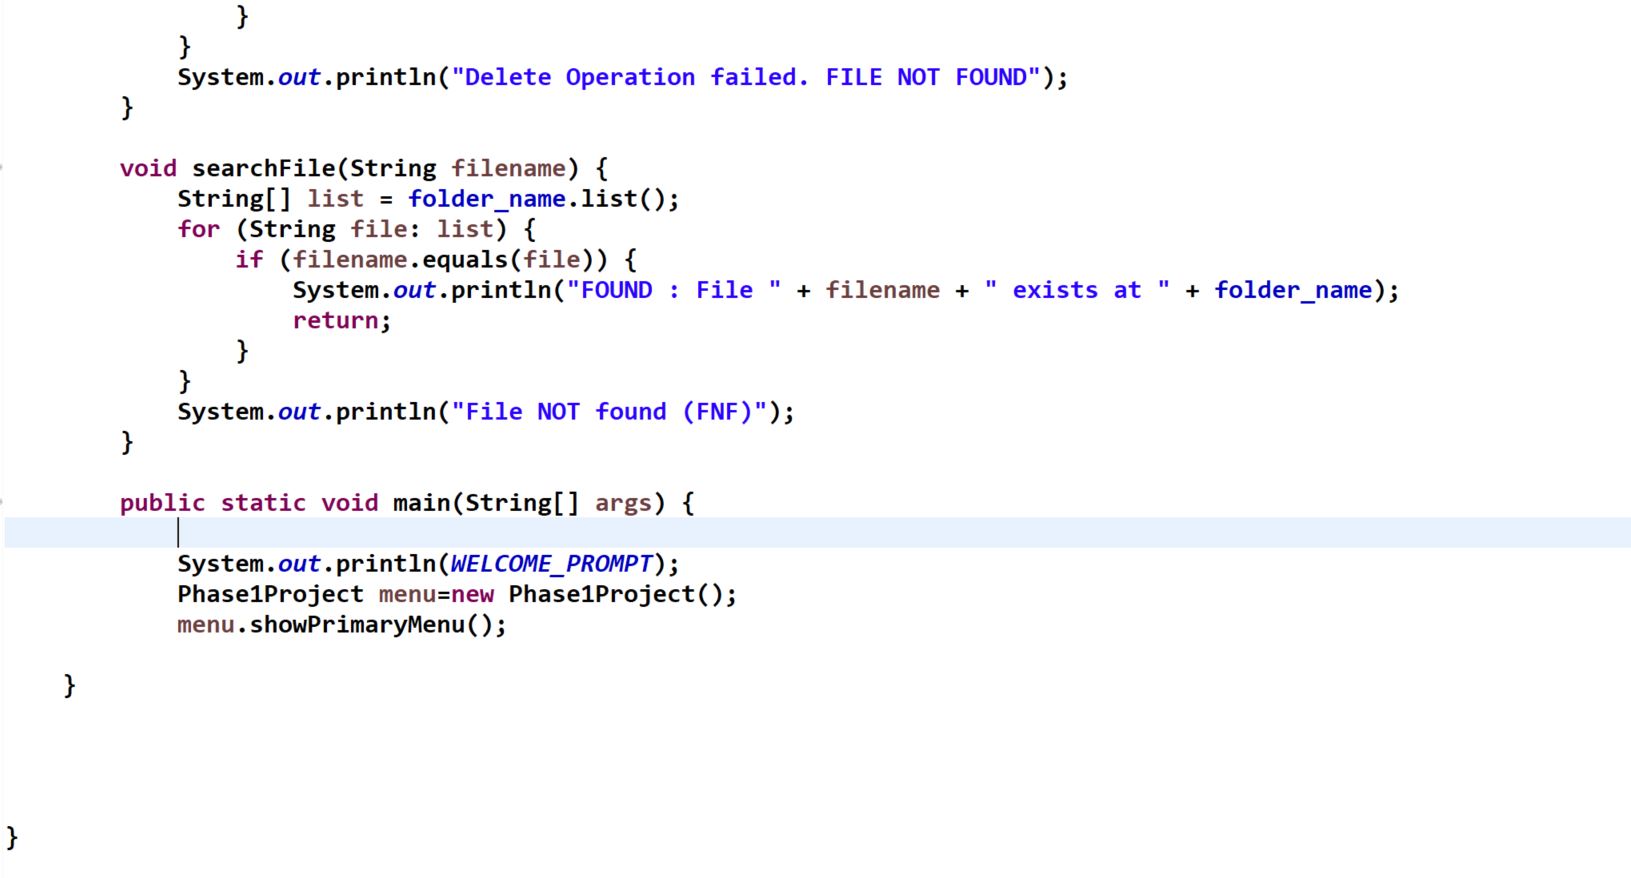 }
}
System.out.println("Delete Operation failed. FILE NOT FOUND");
}
void searchFile(String filename) {
String[] list = folder_name.list();
for (String file: list) {
if (filename.equals(file)) {
System.out.println("FOUND : File " + filename + " exists at " + folder_name);
return;
}
}
System.out.println("File NOT found (FNF)");
}
public static void main(String[] args) {
System.out.println(WELCOME_PROMPT);
Phase1Project menu=new Phase1Project();
menu.showPrimaryMenu();
}
}